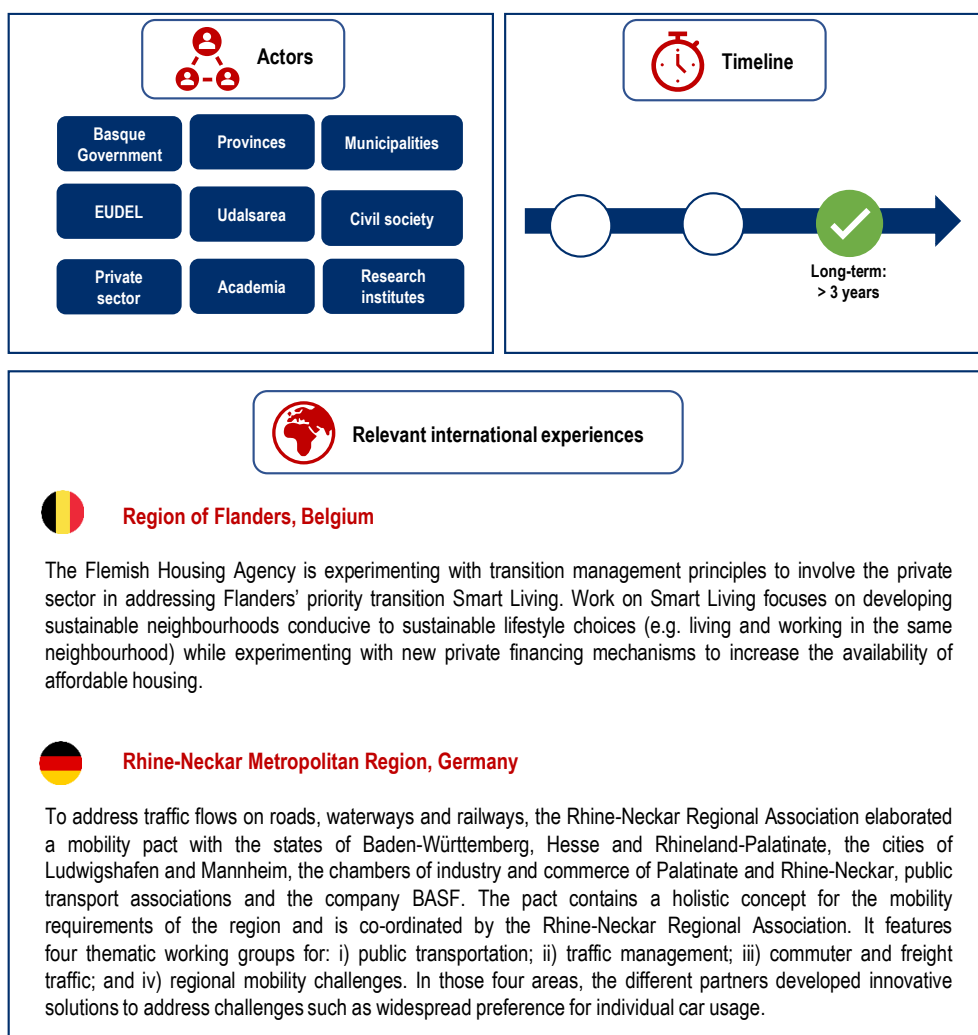 Actors
Basque
Government
Provinces
Municipalities
EUDEL
Udalsarea
Civil society
Private
sector
Academia
Research
institutes
Timeline
Long-term:
> 3 years
Relevant international experiences
Region of Flanders, Belgium
The Flemish Housing Agency is experimenting with transition management principles to involve the private
sector in addressing Flanders’ priority transition Smart Living. Work on Smart Living focuses on developing
sustainable neighbourhoods conducive to sustainable lifestyle choices (e.g. living and working in the same
neighbourhood) while experimenting with new private financing mechanisms to increase the availability of
affordable housing.
Rhine-Neckar Metropolitan Region, Germany
To address traffic flows on roads, waterways and railways, the Rhine-Neckar Regional Association elaborated
a mobility pact with the states of Baden-Württemberg, Hesse and Rhineland-Palatinate, the cities of
Ludwigshafen and Mannheim, the chambers of industry and commerce of Palatinate and Rhine-Neckar, public
transport associations and the company BASF. The pact contains a holistic concept for the mobility
requirements of the region and is co-ordinated by the Rhine-Neckar Regional Association. It features
four thematic working groups for: i) public transportation; ii) traffic management; iii) commuter and freight
traffic; and iv) regional mobility challenges. In those four areas, the different partners developed innovative
solutions to address challenges such as widespread preference for individual car usage.